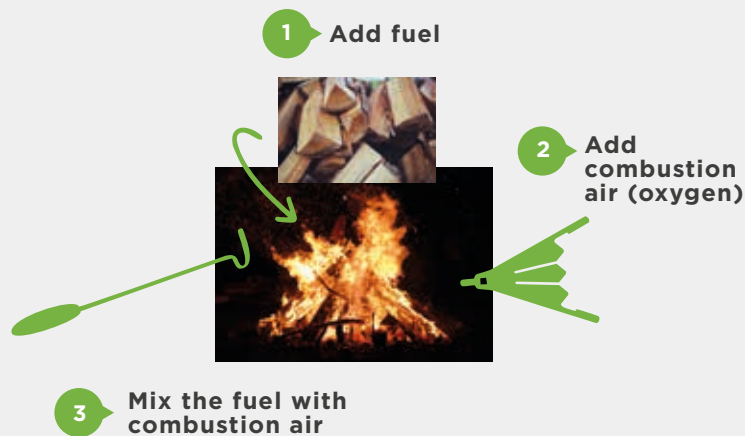 1 Add fuel
2 Add
combustion
air (oxygen)
3 Mix the fuel with
combustion air